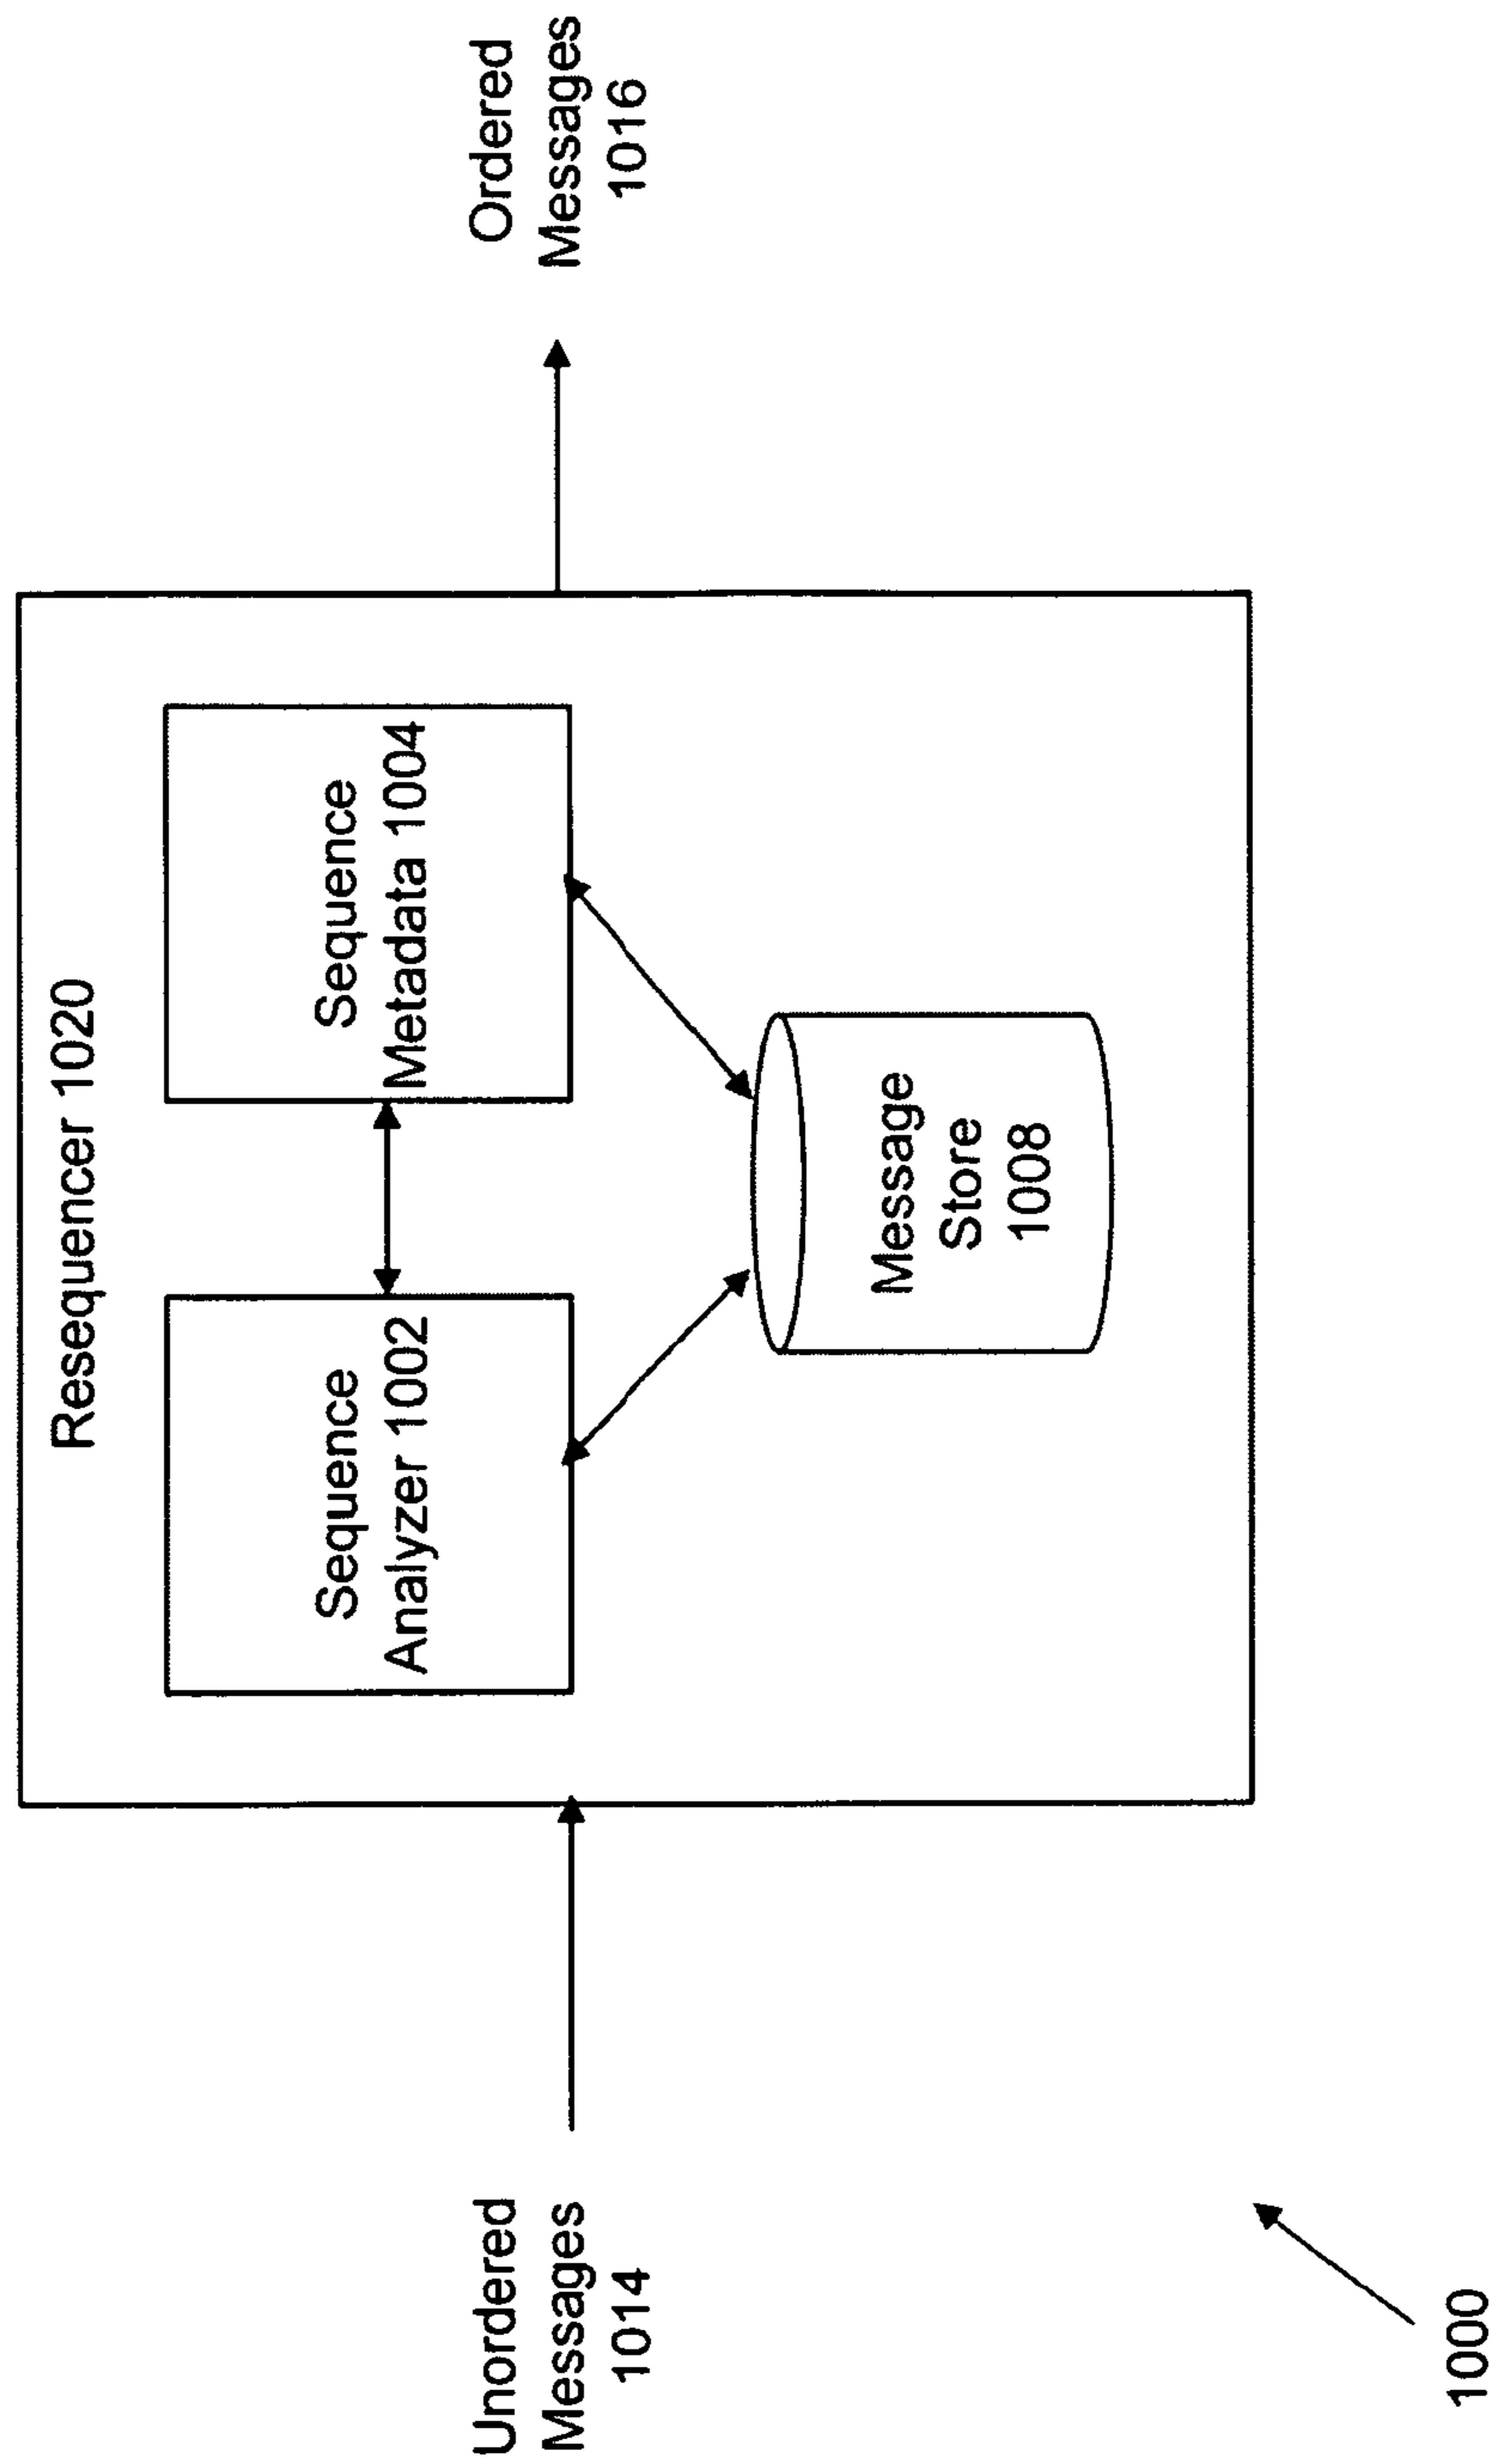 Resequencer 1020
Sequence
Analyzer 1002
Sequence
Metadata 1004
Message
Store
1008
Unordered
Messages
1014
Ordered
Messages
1016
1000